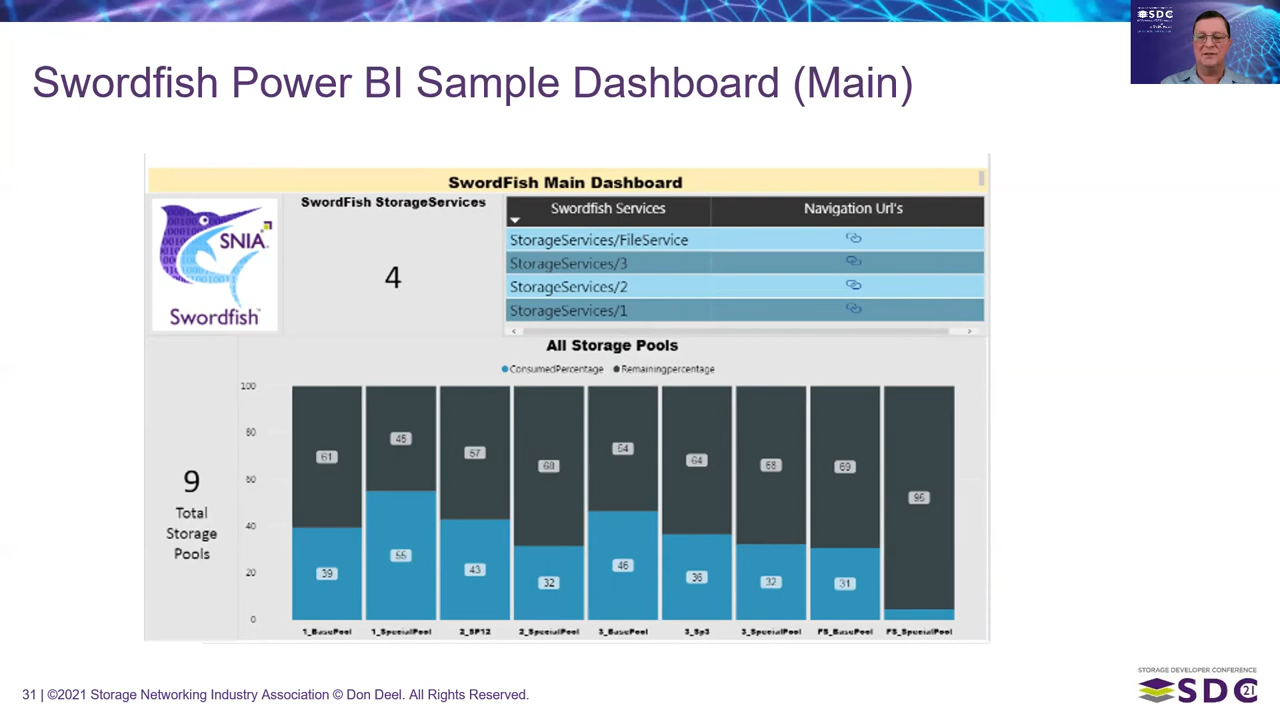 SDC
Swordfish Power BI Sample Dashboard (Main)
SwordFish Main Dashboard
SNIA
Swordfish™
SwordFish StorageServices
4
Swordfish Services Navigation Url's
StorageServices/FileService
StorageServices/3
StorageServices/2
StorageServices/1
All Storage Pools
ConsumedPercentage Remainingpercentage
9
Total
Storage
Pools
100
80
60
40
20
0
61 45 57 68 54 64 68 69 96
39 55 43 32 46 36 32 31
1_BasePool 1_SpecialPool 2_SP12 2_SpecialPool 3_BasePool 3_Sp3 3_SpecialPool FS_BasePool FS_SpecialPool
31 | ©2021 Storage Networking Industry Association © Don Deel. All Rights Reserved.
STORAGE DEVELOPER CONFERENCE
SDC 21